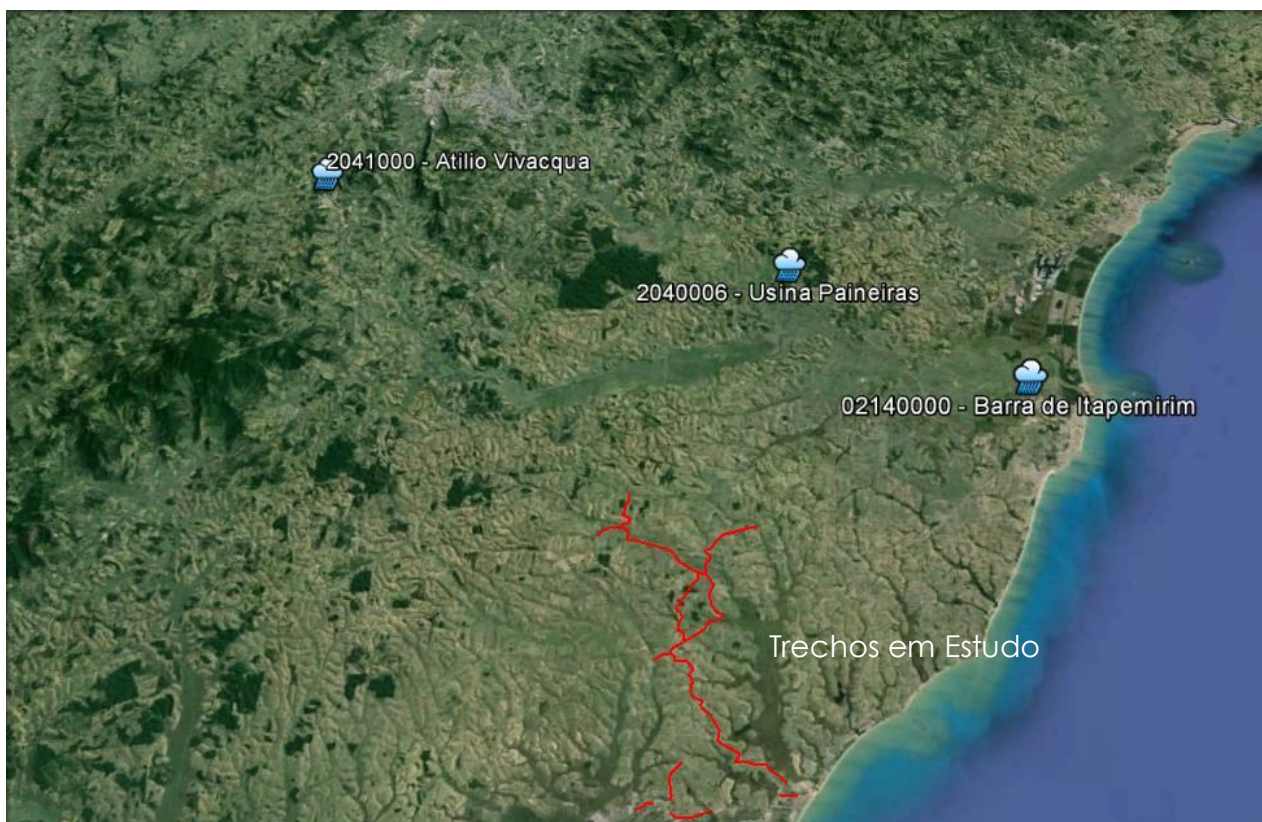 2041000 - Atilio Vivacqua
2040006 - Usina Paineiras
02140000 - Barra de Itapemirim
Trechos em Estudo